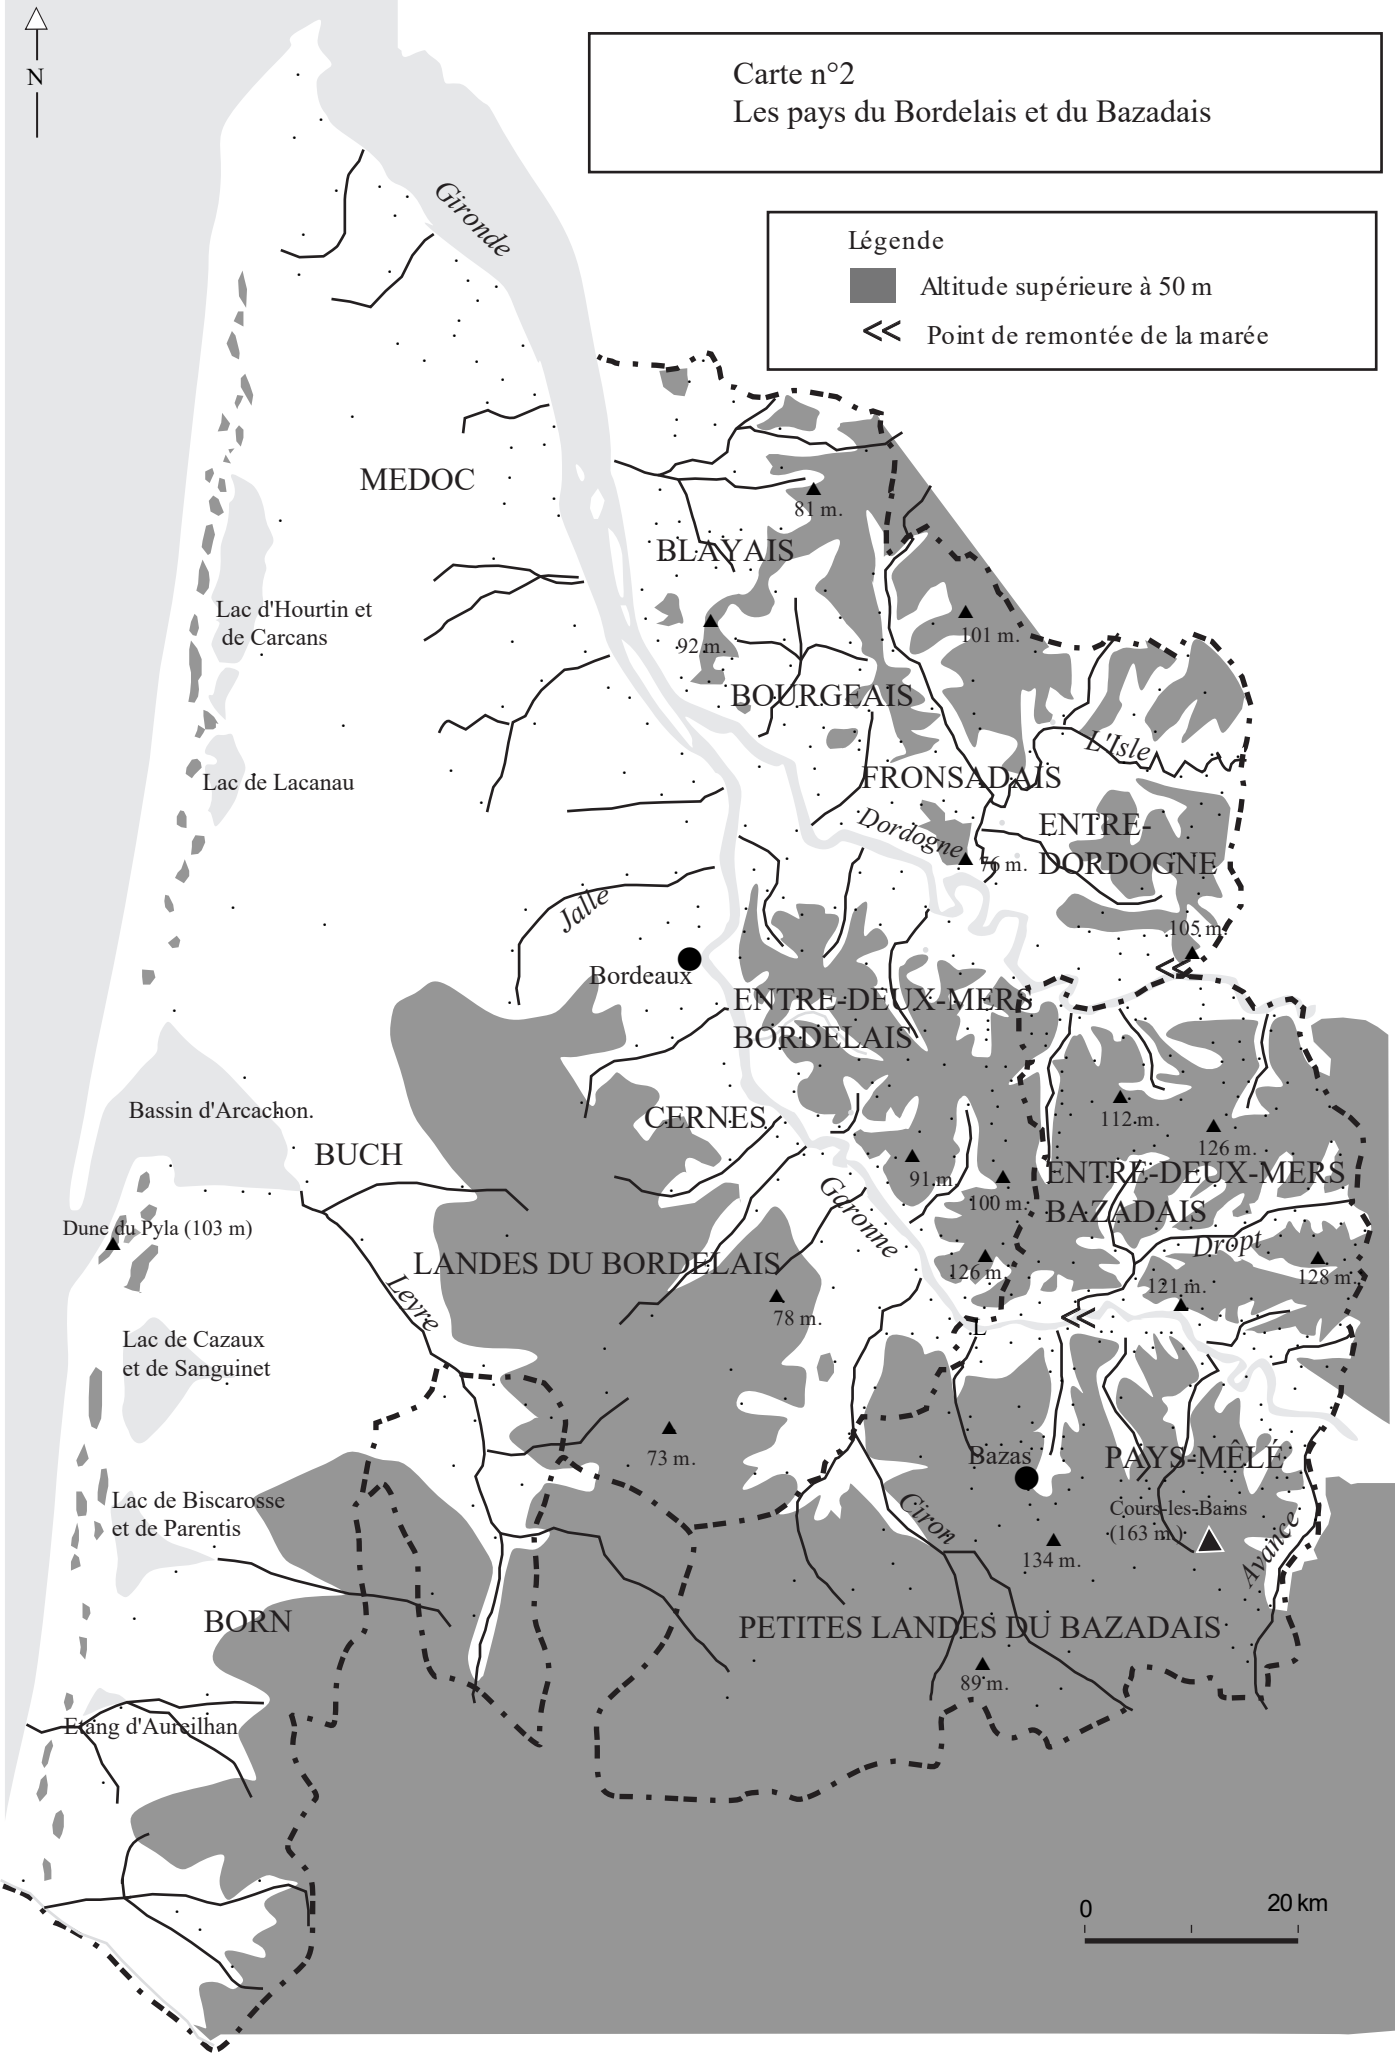 N
Carte n°2
Les pays du Bordelais et du Bazadais
Légende
Altitude supérieure à 50 m
<< Point de remontée de la marée
Gironde
MEDOC
81 m.
BLAYAIS
Lac d'Hourtin et
de Carcans
101 m.
92 m.
BOURGEAIS
L'Isle
Lac de Lacanau
FRONSADAIS
Dordogne
ENTRE-
DORDOGNE
76 m.
Jalle
105 m.
<<
Bordeaux
ENTRE-DEUX-MERS
BORDELAIS
Bassin d'Arcachon.
CERNES
112 m.
126 m.
BUCH
ENTRE-DEUX-MERS
BAZADAIS
91 m.
100 m.
Garonne
Dune du Pyla (103 m)
Dropt
LANDES DU BORDELAIS
126 m.
128 m.
121 m.
Leyre
78 m.
<<
L
Lac de Cazaux
et de Sanguinet
73 m.
Bazas
PAYS-MÊLÉ
Lac de Biscarosse
et de Parentis
Ciron
Cours-les-Bains
(163 m.)
Avance
134 m.
BORN
PETITES LANDES DU BAZADAIS
89 m.
Etang d'Aureilhan
0 20 km